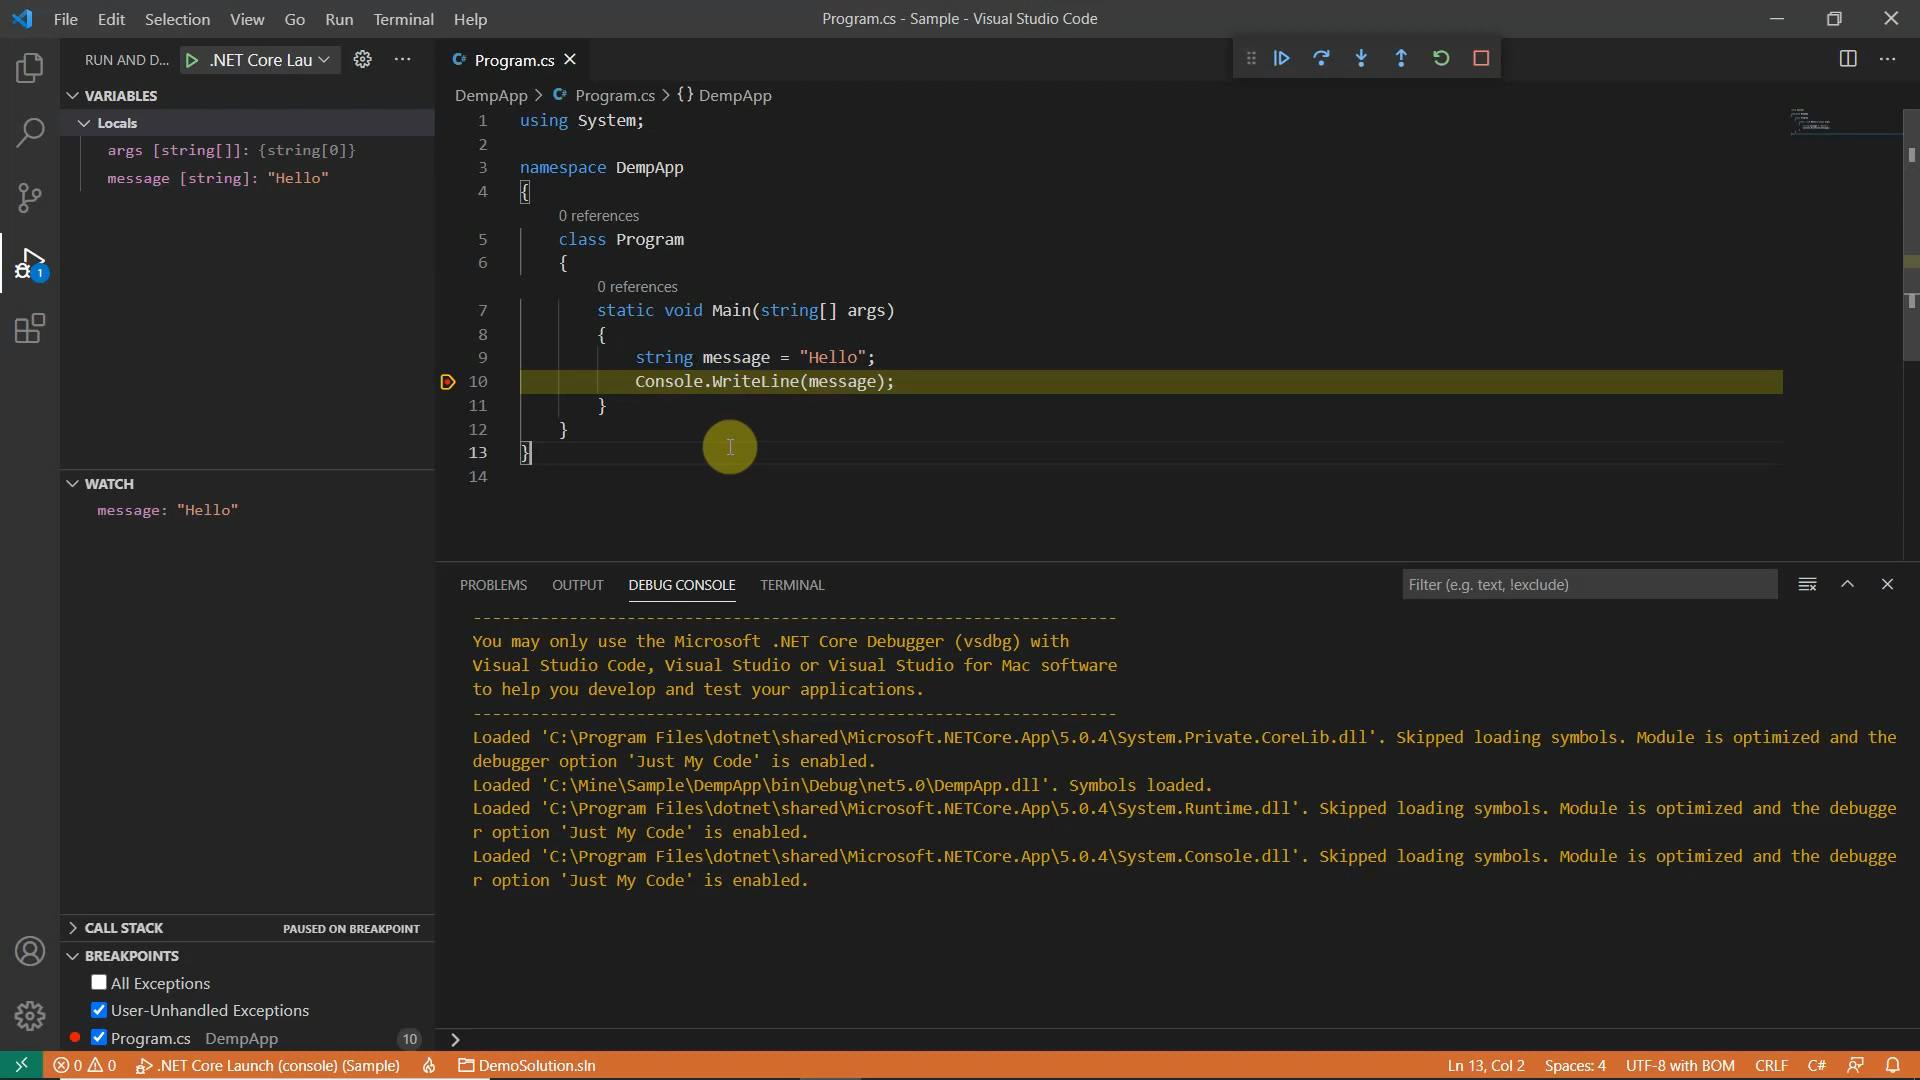 File Edit Selection View Go Run Terminal Help
Program.cs - Sample - Visual Studio Code
RUN AND D... .NET Core Lau
Program.cs
VARIABLES
Locals
args [string[]]: {string[0]}
message [string]: "Hello"
WATCH
message: "Hello"
CALL STACK PAUSED ON BREAKPOINT
BREAKPOINTS
All Exceptions
User-Unhandled Exceptions
Program.cs DempApp 10
1
DempApp > Program.cs > {} DempApp
1 using System;
2
3 namespace DempApp
4 {
0 references
5 class Program
6 {
0 references
7 static void Main(string[] args)
8 {
9 string message = "Hello";
10 Console.WriteLine(message);
11 }
12 }
13 }
14
PROBLEMS OUTPUT DEBUG CONSOLE TERMINAL
Filter (e.g. text, !exclude)
-------------------------------------------------------------------
You may only use the Microsoft .NET Core Debugger (vsdbg) with
Visual Studio Code, Visual Studio or Visual Studio for Mac software
to help you develop and test your applications.
-------------------------------------------------------------------
Loaded 'C:\Program Files\dotnet\shared\Microsoft.NETCore.App\5.0.4\System.Private.CoreLib.dll'. Skipped loading symbols. Module is optimized and the
debugger option 'Just My Code' is enabled.
Loaded 'C:\Mine\Sample\DempApp\bin\Debug\net5.0\DempApp.dll'. Symbols loaded.
Loaded 'C:\Program Files\dotnet\shared\Microsoft.NETCore.App\5.0.4\System.Runtime.dll'. Skipped loading symbols. Module is optimized and the debugge
r option 'Just My Code' is enabled.
Loaded 'C:\Program Files\dotnet\shared\Microsoft.NETCore.App\5.0.4\System.Console.dll'. Skipped loading symbols. Module is optimized and the debugge
r option 'Just My Code' is enabled.
0 0 .NET Core Launch (console) (Sample) DemoSolution.sln
Ln 13, Col 2 Spaces: 4 UTF-8 with BOM CRLF C#